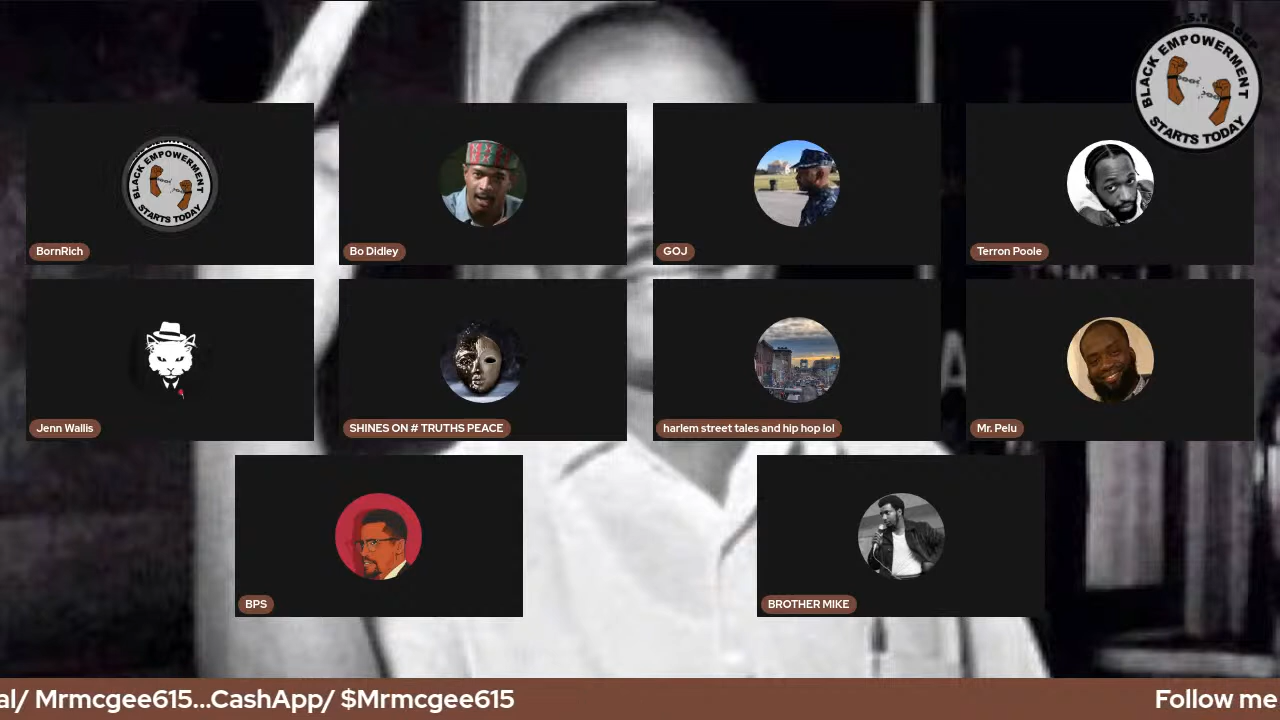 BLACK EMPOWERMENT
STARTS TODAY
BLACK EMPOWERMENT
STARTS TODAY
BornRich
Bo Didley
GOJ
Terron Poole
Jenn Wallis
SHINES ON # TRUTHS PEACE
harlem street tales and hip hop lol
Mr. Pelu
BPS
BROTHER MIKE
al/ Mrmcgee615...CashApp/ $Mrmcgee615
Follow me